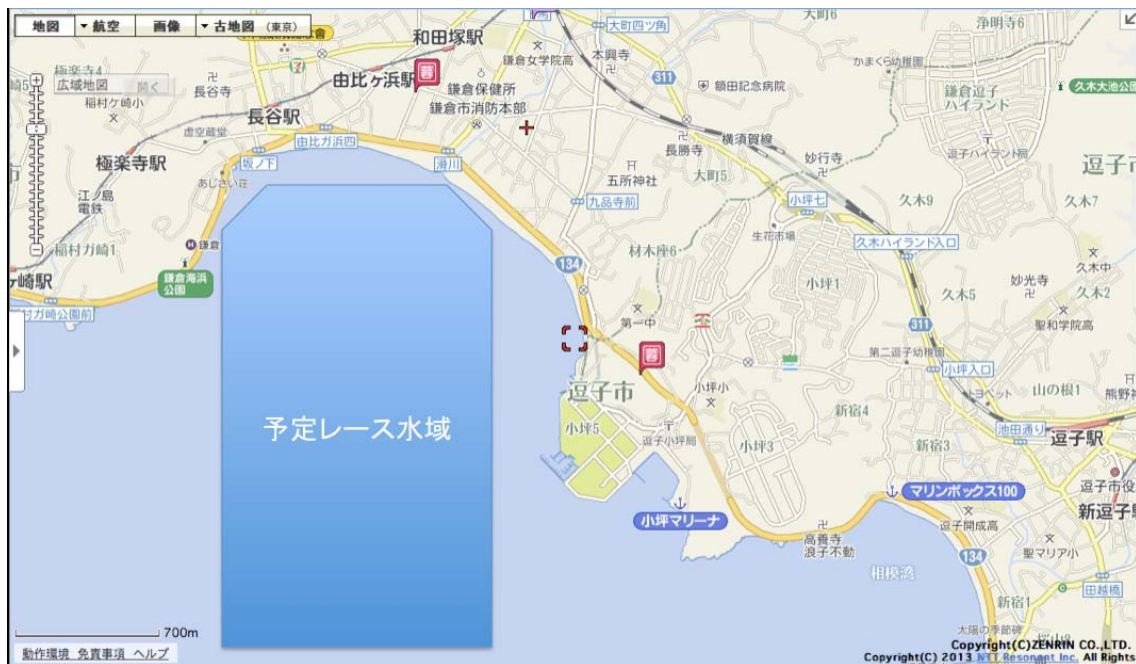 地図
航空
画像
古地図 (東京)
広域地図
開く
和田塚駅
由比ヶ浜駅
長谷駅
極楽寺駅
極楽寺4
稲村ケ崎小
長谷寺
虚空蔵堂
あじさい荘
坂ノ下
由比ガ浜四
滑川
江ノ島
電鉄
稲村ガ崎1
ヶ崎駅
鎌倉海浜
公園
村ガ崎公園前
鎌倉女学院高
鎌倉保健所
鎌倉市消防本部
本興寺
大町四ツ角
大町6
浄明寺6
311
額田記念病院
かまくら幼稚園
鎌倉逗子
ハイランド
久木大池公園
逗子ハイランド局
横須賀線
長勝寺
妙行寺
大町5
五所神社
九品寺前
小坪七
生花市場
久木9
久木7
久木ハイランド入口
逗子市
久木中
材木座6
134
小坪1
第一中
妙光寺
久木5
久木2
311
聖和学院高
第二逗子幼稚園
小坪入口
トヨペット
山の根1
熊野神
逗子市
小坪小
小坪5
逗子小坪局
小坪3
新宿4
新宿3
池田通り
逗子駅
予定レース水域
小坪マリーナ
マリンボックス100
逗子市役
新逗子駅
逗子開成高
高養寺
浪子不動
134
聖マリア小
相模湾
田越橋
新宿1
太陽の季節碑
桜山8
700m
動作環境 免責事項 ヘルプ
Copyright(C)ZENRIN CO.,LTD.
Copyright(C) 2013 NTT Resonant Inc. All Rights